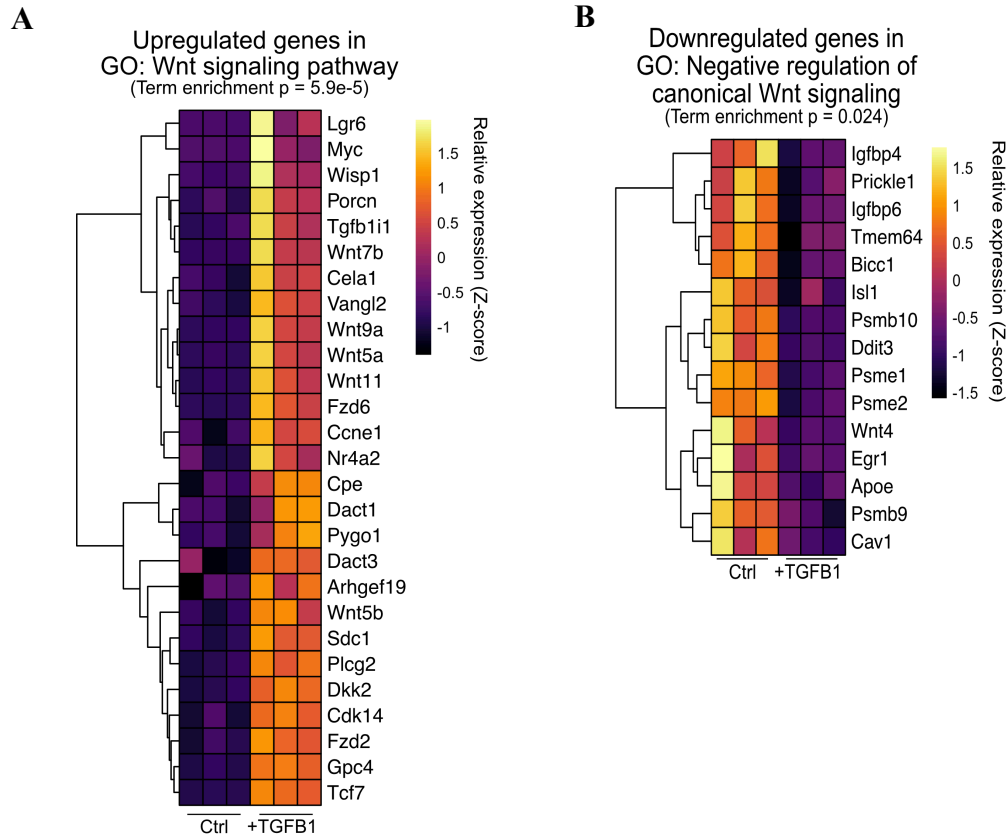 A
Upregulated genes in
GO: Wnt signaling pathway
(Term enrichment p = 5.9e-5)
Lgr6
Myc
Wisp1
Porcn
Tgfb1i1
Wnt7b
Cela1
Vangl2
Wnt9a
Wnt5a
Wnt11
Fzd6
Ccne1
Nr4a2
Cpe
Dact1
Pygo1
Dact3
Arhgef19
Wnt5b
Sdc1
Plcg2
Dkk2
Cdk14
Fzd2
Gpc4
Tcf7
Ctrl +TGFB1
1.5
1
0.5
0
-0.5
-1
Relative expression (Z-score)
B
Downregulated genes in
GO: Negative regulation of
canonical Wnt signaling
(Term enrichment p = 0.024)
Igfbp4
Prickle1
Igfbp6
Tmem64
Bicc1
Isl1
Psmb10
Ddit3
Psme1
Psme2
Wnt4
Egr1
Apoe
Psmb9
Cav1
Ctrl +TGFB1
1.5
1
0.5
0
-0.5
-1
-1.5
Relative expression (Z-score)